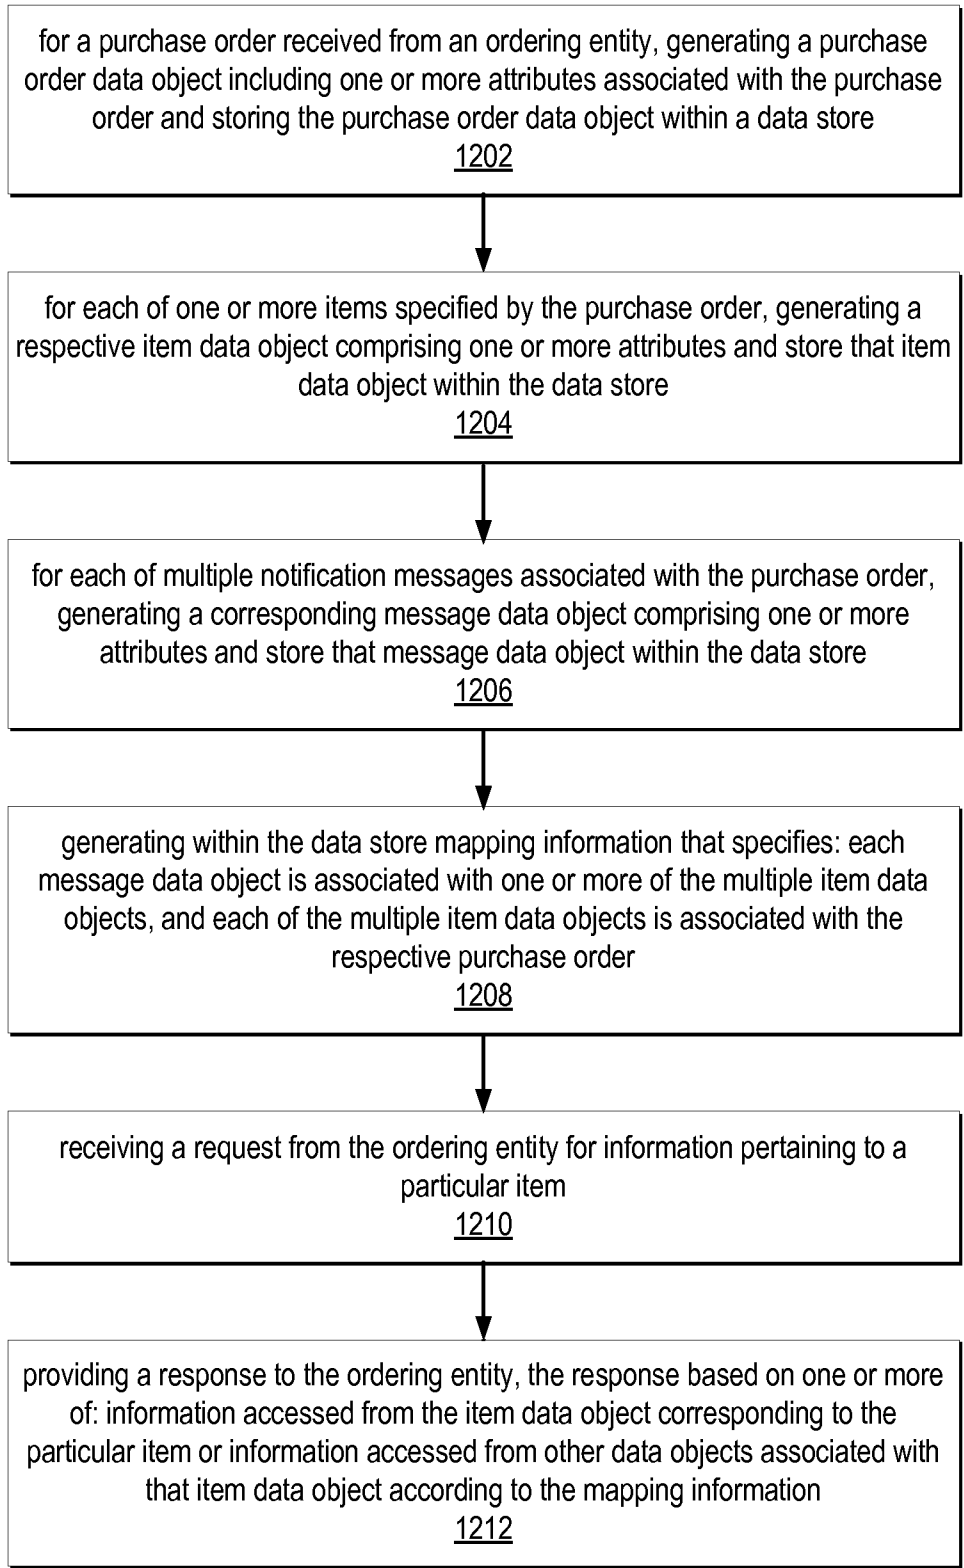 for a purchase order received from an ordering entity, generating a purchase
order data object including one or more attributes associated with the purchase
order and storing the purchase order data object within a data store
1202
for each of one or more items specified by the purchase order, generating a
respective item data object comprising one or more attributes and store that item
data object within the data store
1204
for each of multiple notification messages associated with the purchase order,
generating a corresponding message data object comprising one or more
attributes and store that message data object within the data store
1206
generating within the data store mapping information that specifies: each
message data object is associated with one or more of the multiple item data
objects, and each of the multiple item data objects is associated with the
respective purchase order
1208
receiving a request from the ordering entity for information pertaining to a
particular item
1210
providing a response to the ordering entity, the response based on one or more
of: information accessed from the item data object corresponding to the
particular item or information accessed from other data objects associated with
that item data object according to the mapping information
1212